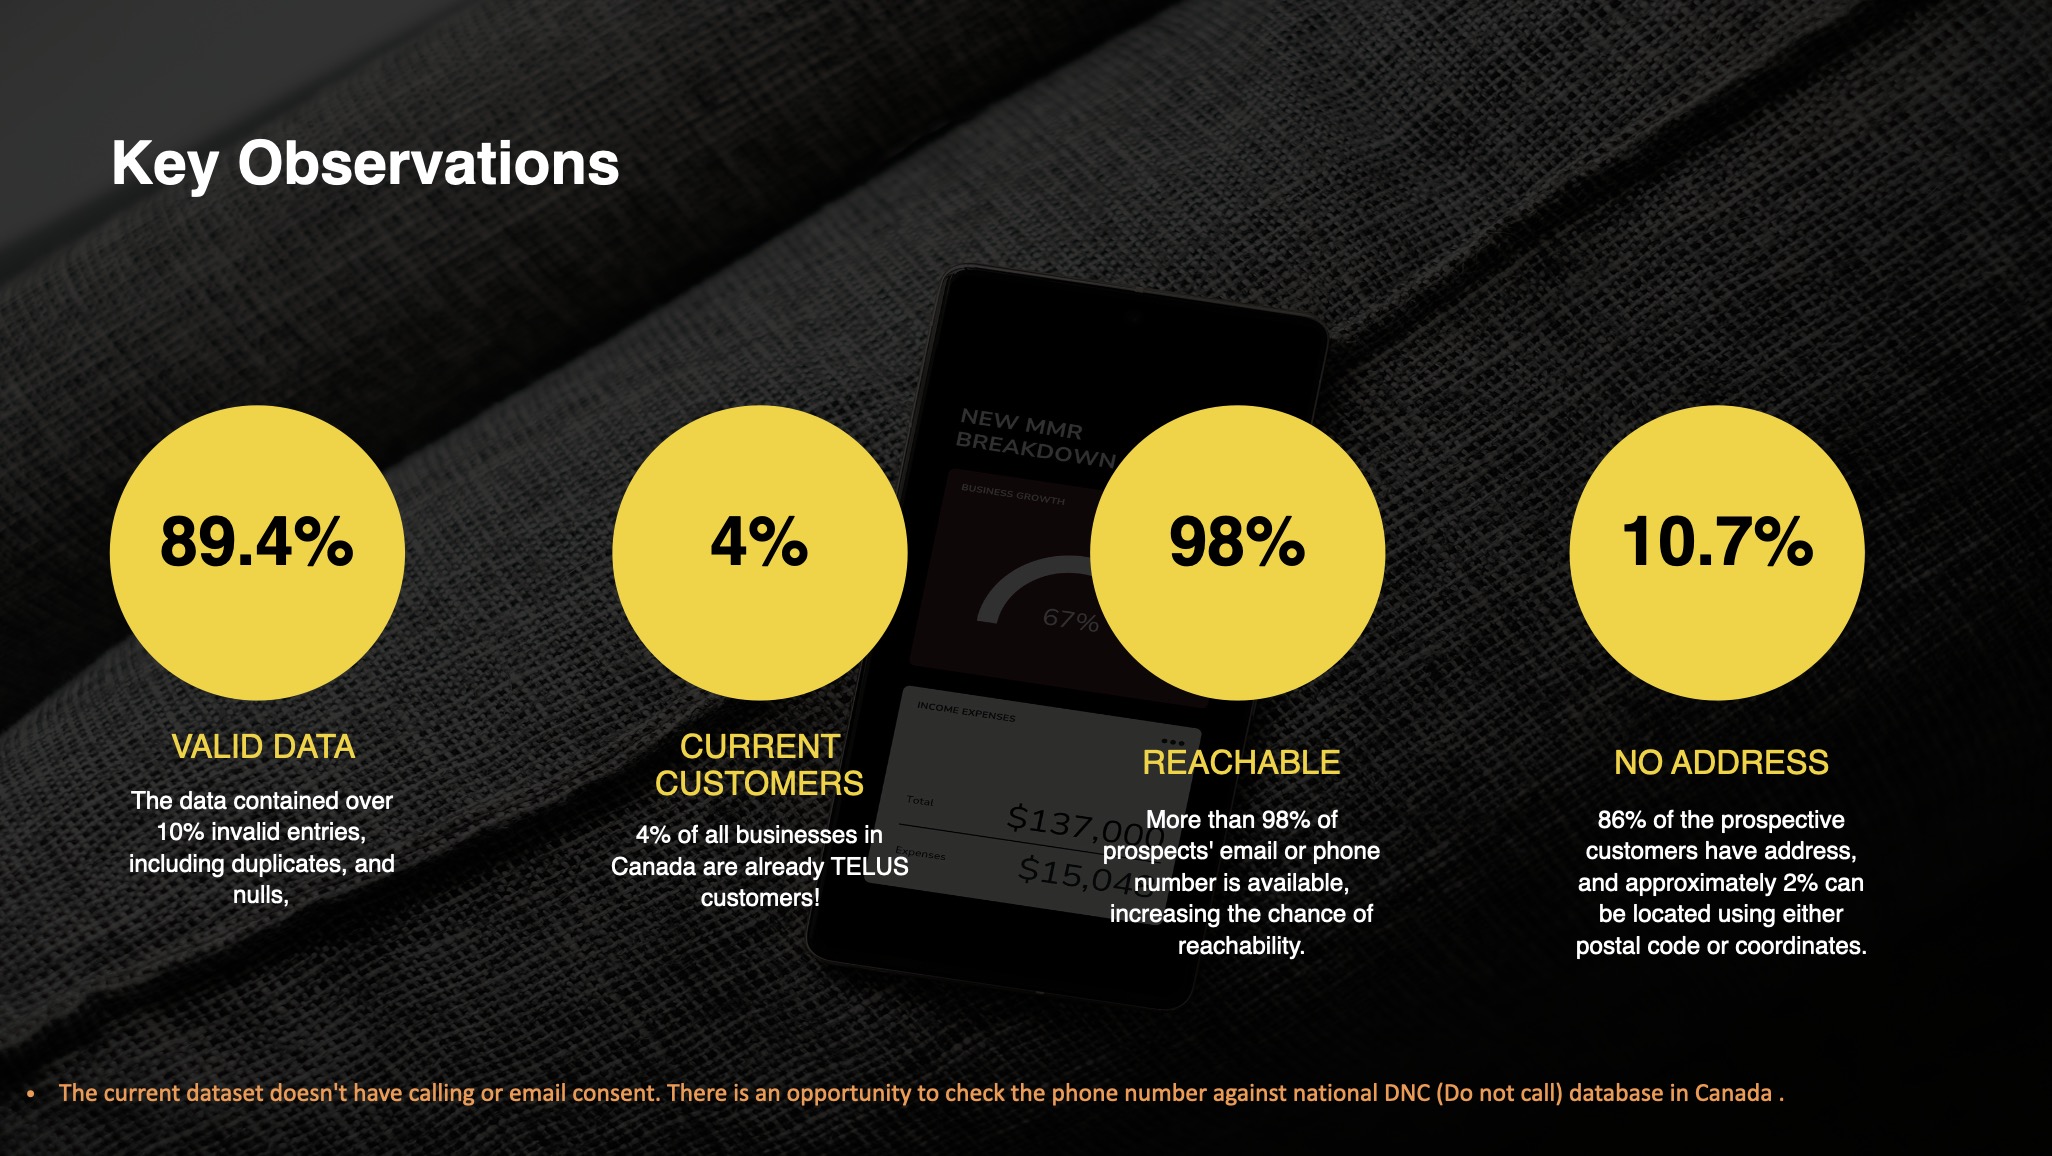 Key Observations
89.4%
VALID DATA
The data contained over
10% invalid entries,
including duplicates, and
nulls,
4%
CURRENT
CUSTOMERS
4% of all businesses in
Canada are already TELUS
customers!
NEW MMR
BREAKDOWN
BUSINESS GROWTH
67%
INCOME EXPENSES
Total
$137,000
Expenses
98%
REACHABLE
More than 98% of
prospects' email or phone
number is available,
increasing the chance of
reachability.
10.7%
NO ADDRESS
86% of the prospective
customers have address,
and approximately 2% can
be located using either
postal code or coordinates.
• The current dataset doesn't have calling or email consent. There is an opportunity to check the phone number against national DNC (Do not call) database in Canada .